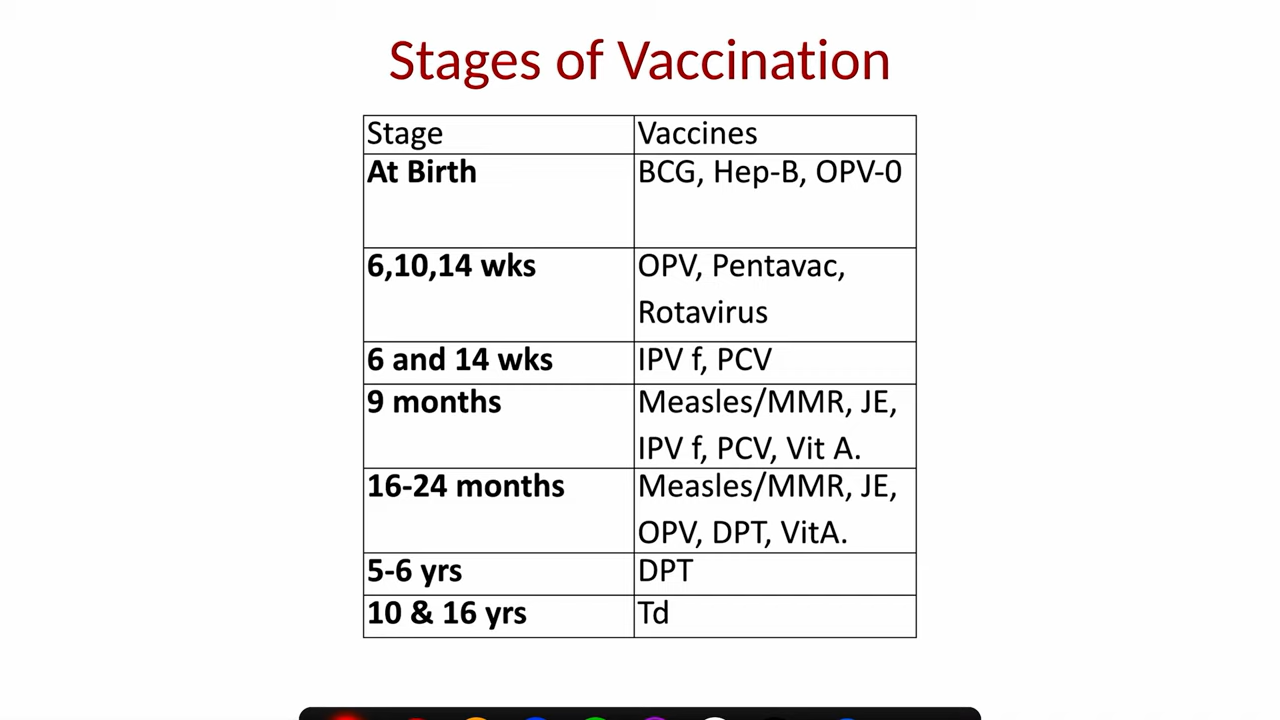 Stages of Vaccination
Stage Vaccines
At Birth BCG, Hep-B, OPV-0
6,10,14 wks OPV, Pentavac,
Rotavirus
6 and 14 wks IPV f, PCV
9 months Measles/MMR, JE,
IPV f, PCV, Vit A.
16-24 months Measles/MMR, JE,
OPV, DPT, VitA.
5-6 yrs DPT
10 & 16 yrs Td